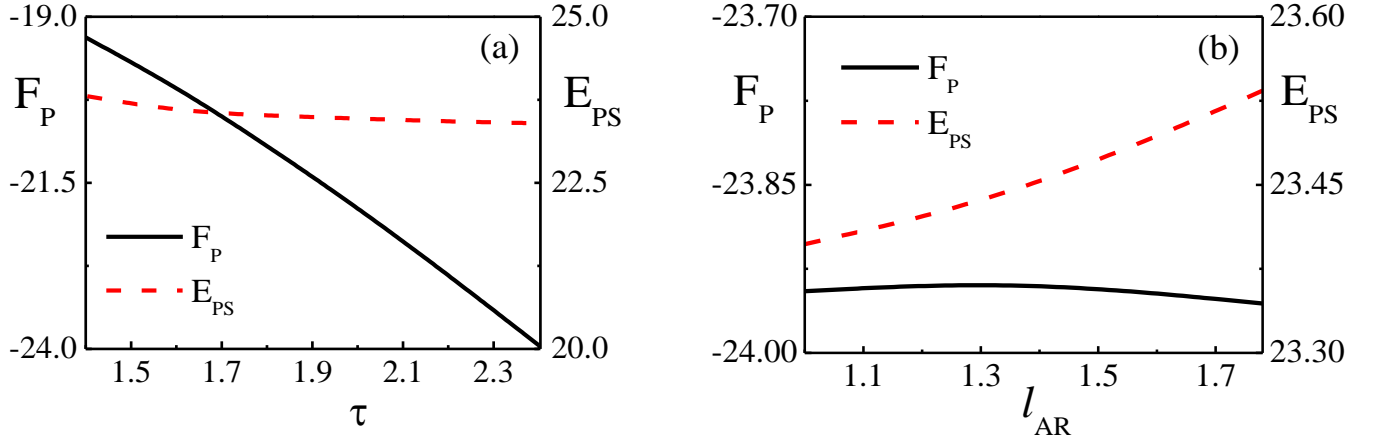 (a)
F_P
E_PS
-19.0
-21.5
-24.0
25.0
22.5
20.0
F_P
E_PS
1.5 1.7 1.9 2.1 2.3
τ
(b)
F_P
E_PS
-23.70
-23.85
-24.00
23.60
23.45
23.30
F_P
E_PS
1.1 1.3 1.5 1.7
l_AR